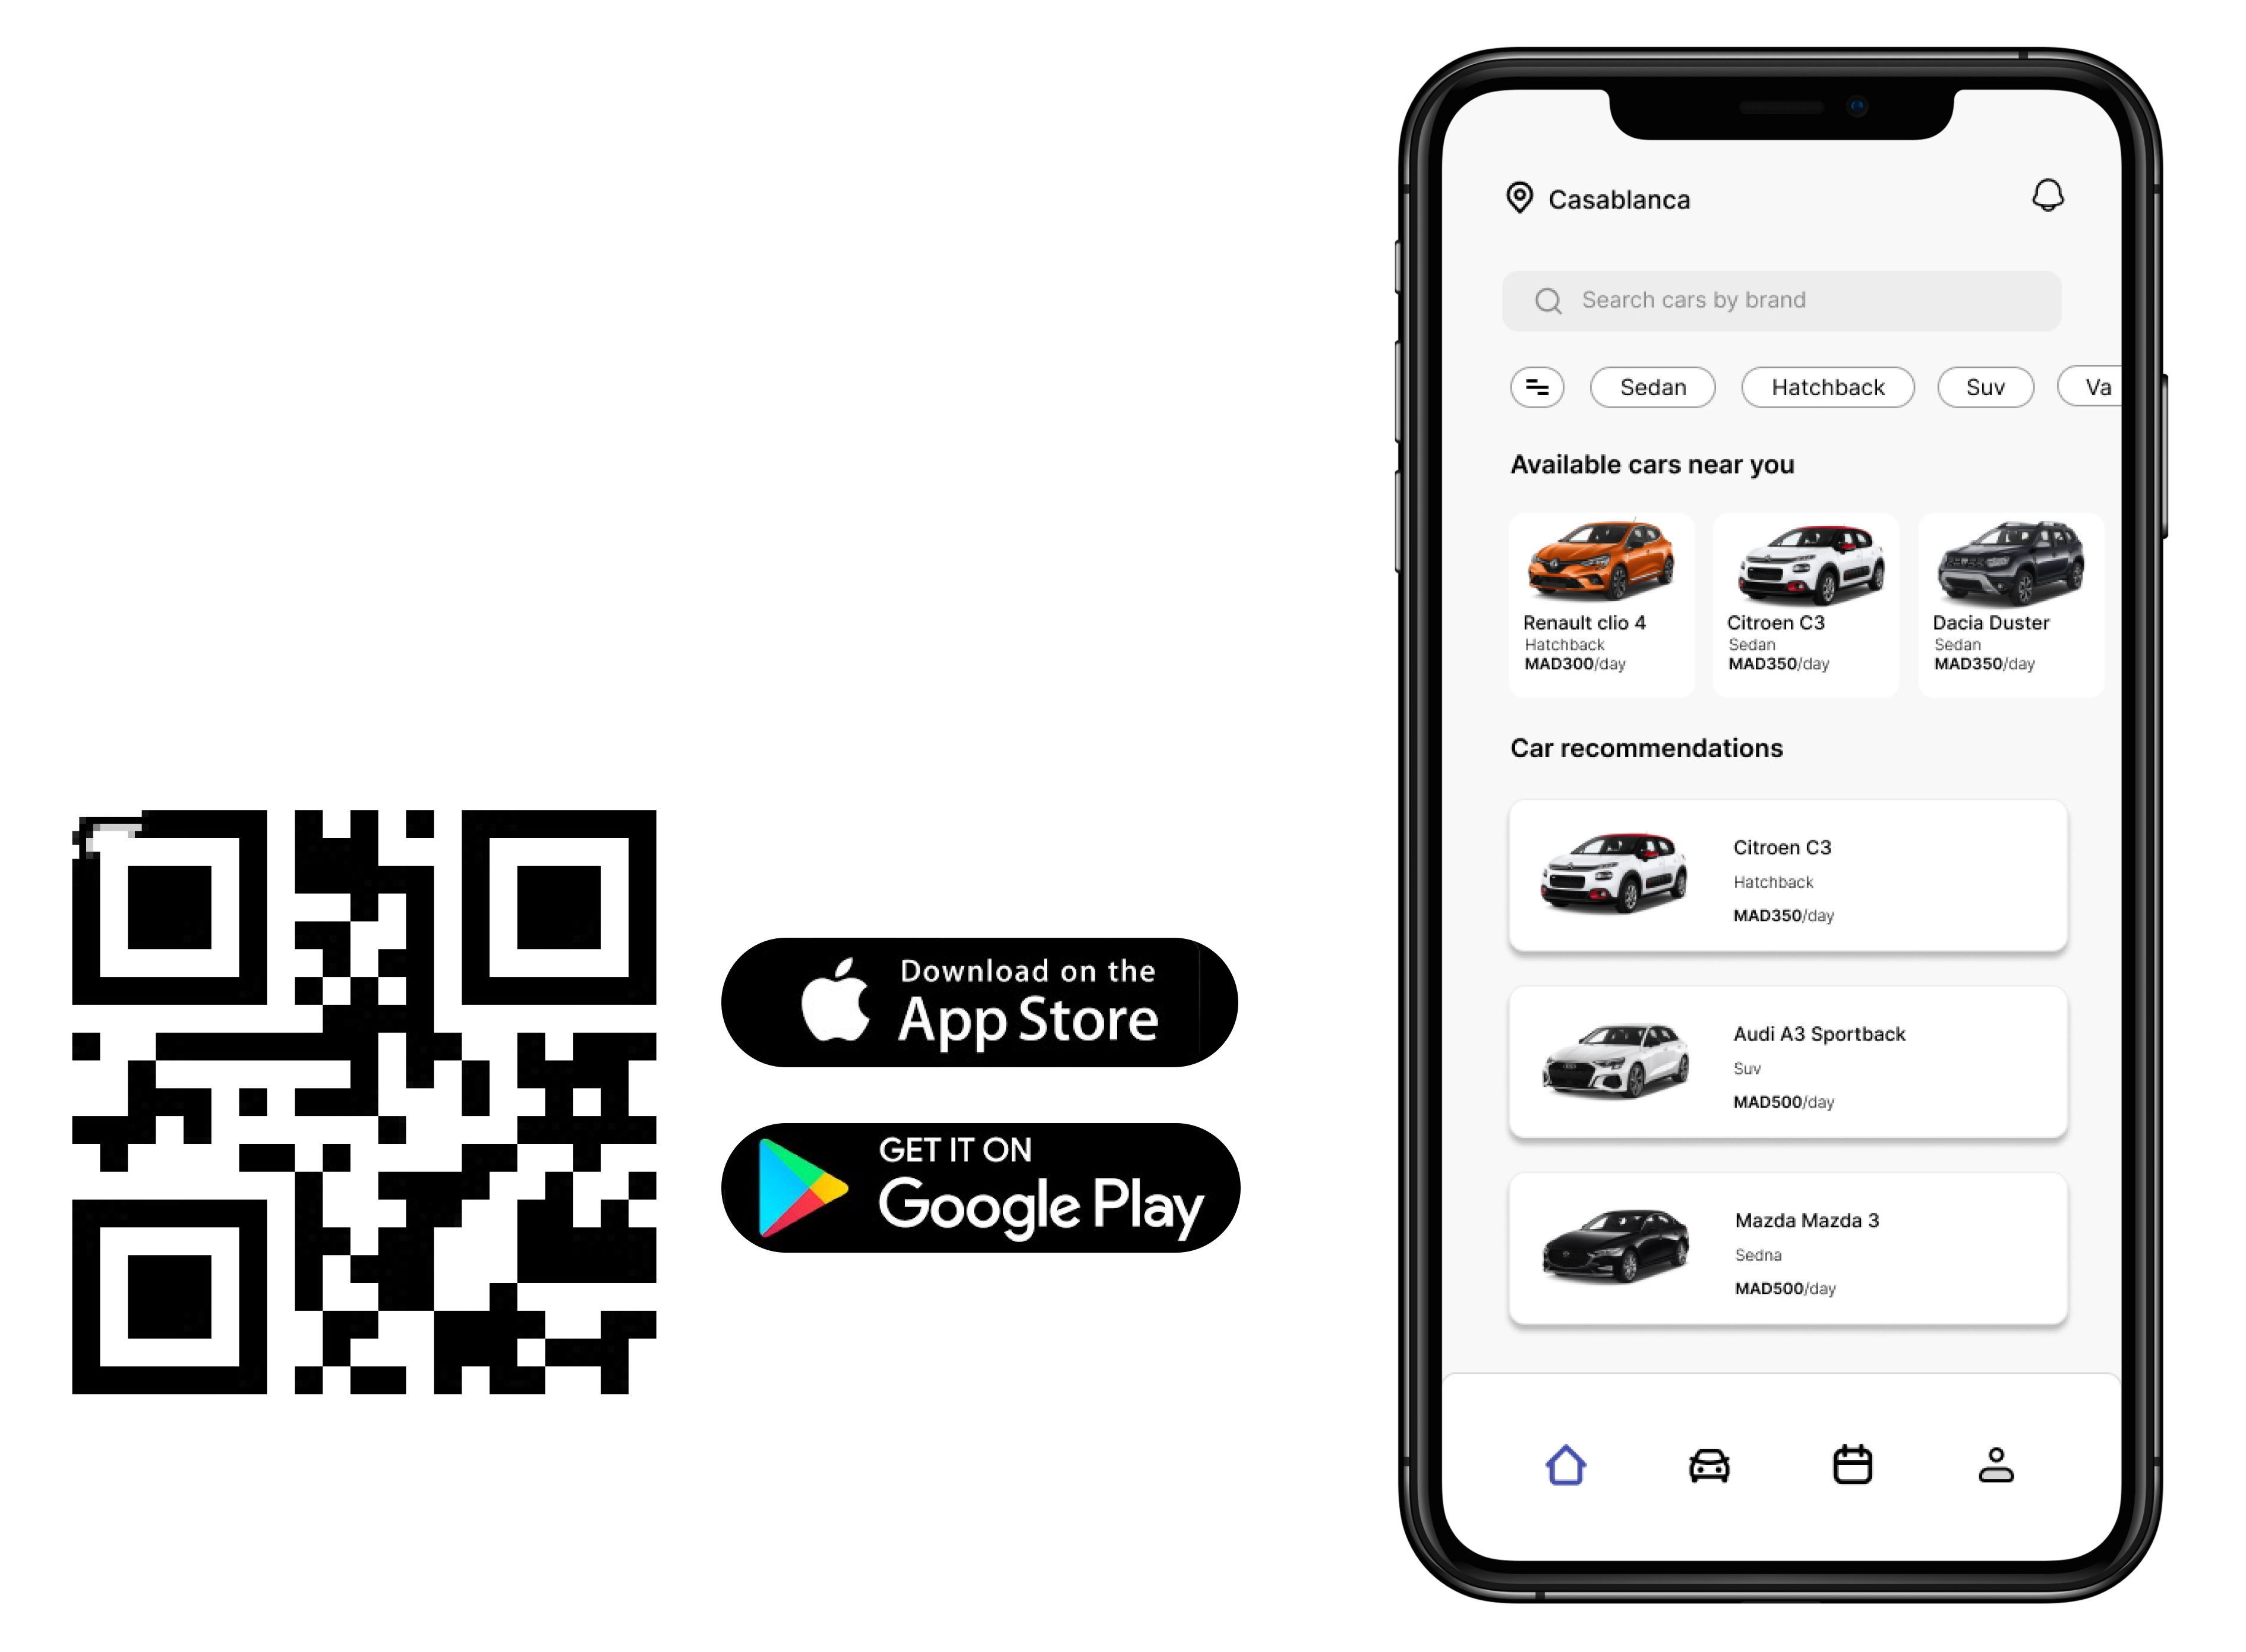 Download on the
App Store
GET IT ON
Google Play
Casablanca
Search cars by brand
Sedan
Hatchback
Suv
Va
Available cars near you
Renault clio 4
Hatchback
MAD300/day
Citroen C3
Sedan
MAD350/day
Dacia Duster
Sedan
MAD350/day
Car recommendations
Citroen C3
Hatchback
MAD350/day
Audi A3 Sportback
Suv
MAD500/day
Mazda Mazda 3
Sedna
MAD500/day